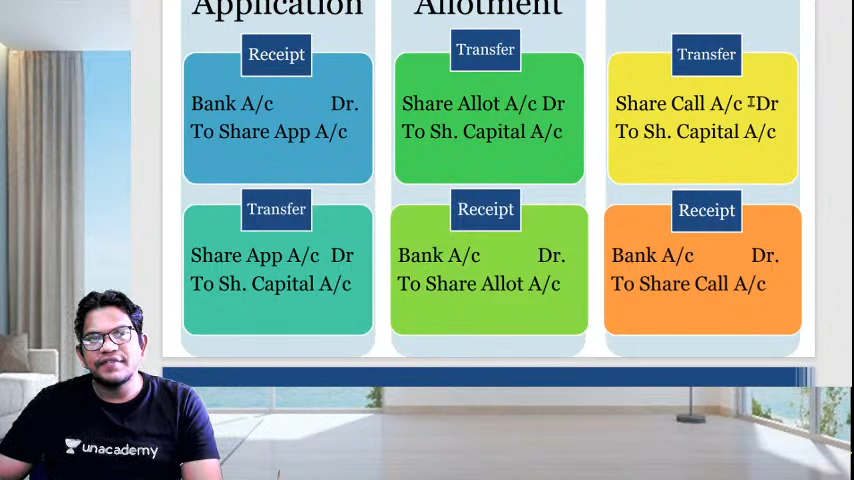 Application
Allotment
Receipt
Bank A/c Dr.
To Share App A/c
Transfer
Share Allot A/c Dr
To Sh. Capital A/c
Transfer
Share Call A/c Dr
To Sh. Capital A/c
Transfer
Share App A/c Dr
To Sh. Capital A/c
Receipt
Bank A/c Dr.
To Share Allot A/c
Receipt
Bank A/c Dr.
To Share Call A/c
unacademy